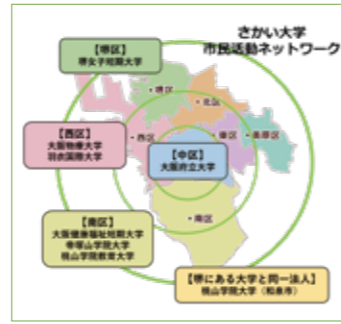 さかい大学
市民活動ネットワーク
【堺区】
堺女子短期大学
・堺区
・北区
【西区】
大阪物療大学
羽衣国際大学
・西区
【中区】
大阪府立大学
・東区
・美原区
【南区】
大阪健康福祉短期大学
帝塚山学院大学
桃山学院教育大学
・南区
【堺にある大学と同一法人】
桃山学院大学（和泉市）